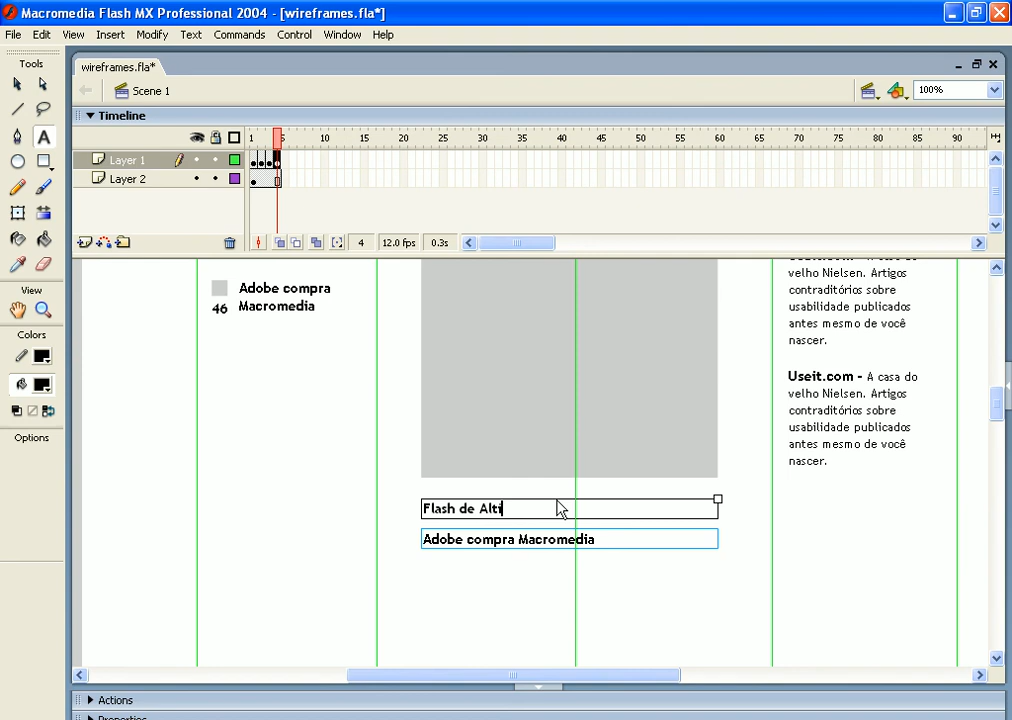 Macromedia Flash MX Professional 2004 - [wireframes.fla*]
File Edit View Insert Modify Text Commands Control Window Help
Tools
wireframes.fla*
Scene 1
100%
Timeline
1 5 10 15 20 25 30 35 40 45 50 55 60 65 70 75 80 85 90
Layer 1
Layer 2
4 12.0 fps 0.3s
View
Colors
Options
Adobe compra
46 Macromedia
velho Nielsen. Artigos
contraditórios sobre
usabilidade publicados
antes mesmo de você
nascer.
Useit.com - A casa do
velho Nielsen. Artigos
contraditórios sobre
usabilidade publicados
antes mesmo de você
nascer.
Flash de Alti
Adobe compra Macromedia
Actions
Properties